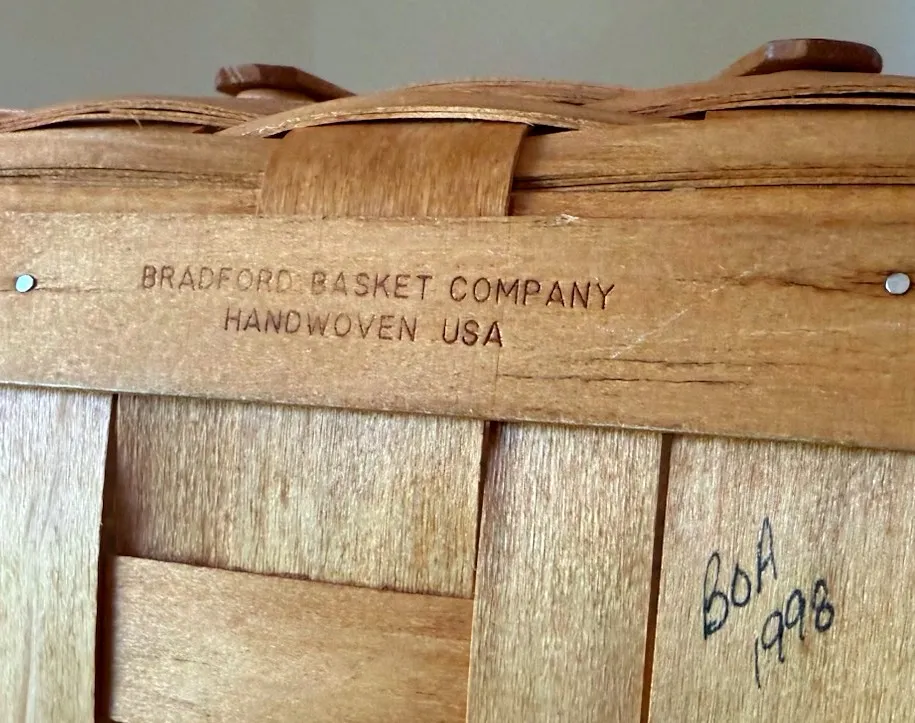 BRADFORD BASKET COMPANY
HANDWOVEN USA
BOA
1998